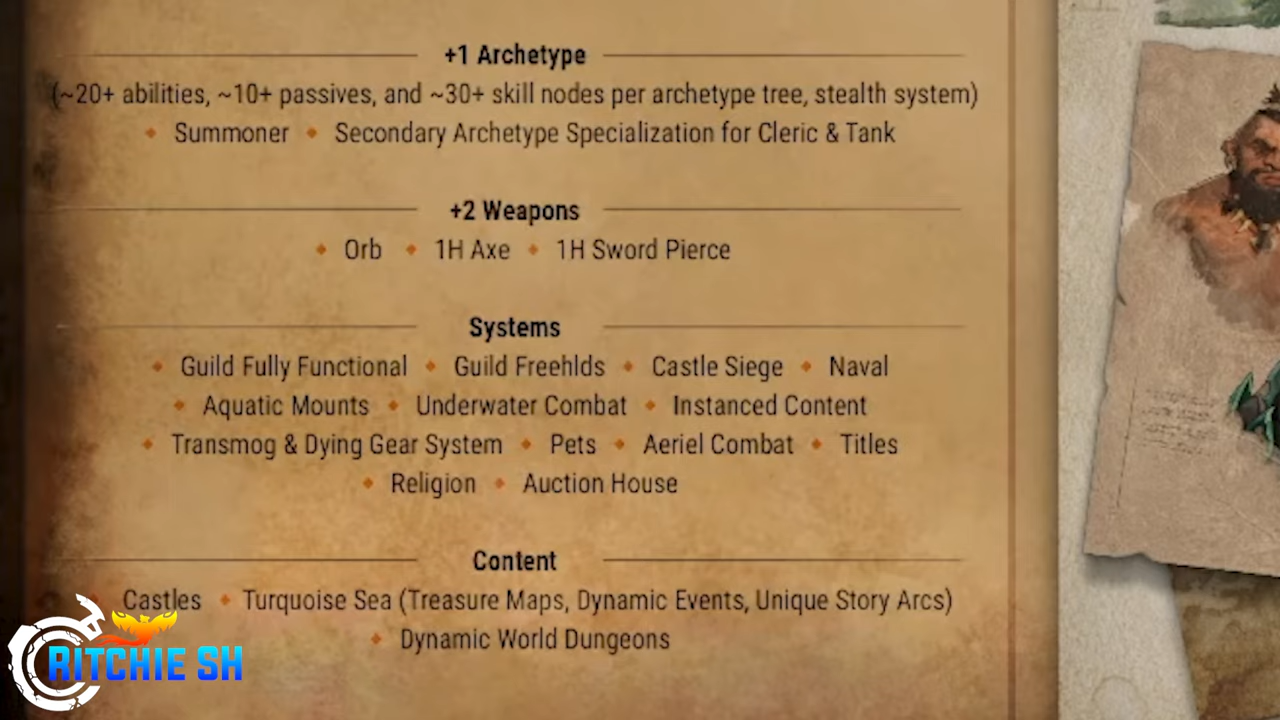 +1 Archetype
(~20+ abilities, ~10+ passives, and ~30+ skill nodes per archetype tree, stealth system)
Summoner ◆ Secondary Archetype Specialization for Cleric & Tank
+2 Weapons
Orb ◆ 1H Axe ◆ 1H Sword Pierce
Systems
Guild Fully Functional ◆ Guild Freehlds ◆ Castle Siege ◆ Naval
Aquatic Mounts ◆ Underwater Combat ◆ Instanced Content
Transmog & Dying Gear System ◆ Pets ◆ Aeriel Combat ◆ Titles
Religion ◆ Auction House
Content
Castles ◆ Turquoise Sea (Treasure Maps, Dynamic Events, Unique Story Arcs)
Dynamic World Dungeons
RITCHIE SH